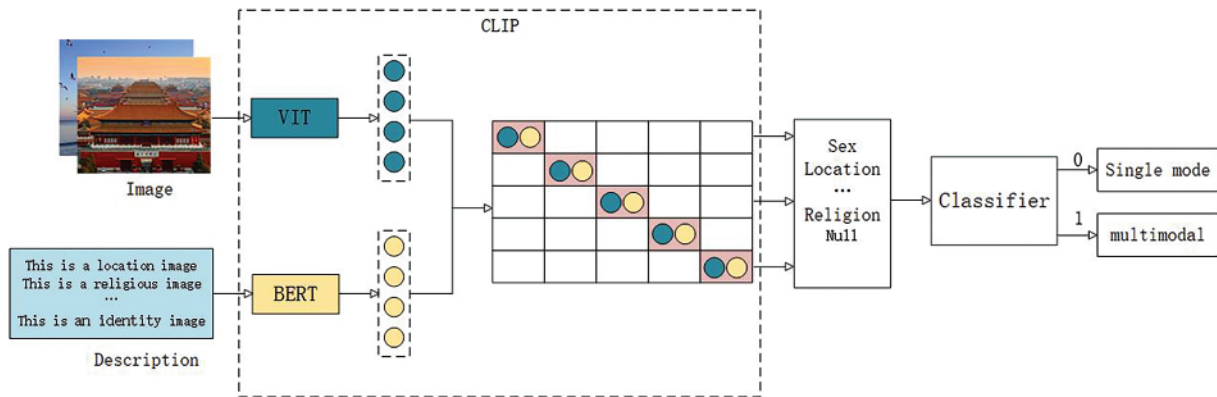 CLIP
VIT
Image
This is a location image
This is a religious image
...
This is an identity image
Description
BERT
Sex
Location
...
Religion
Null
Classifier
0
Single mode
1
multimodal